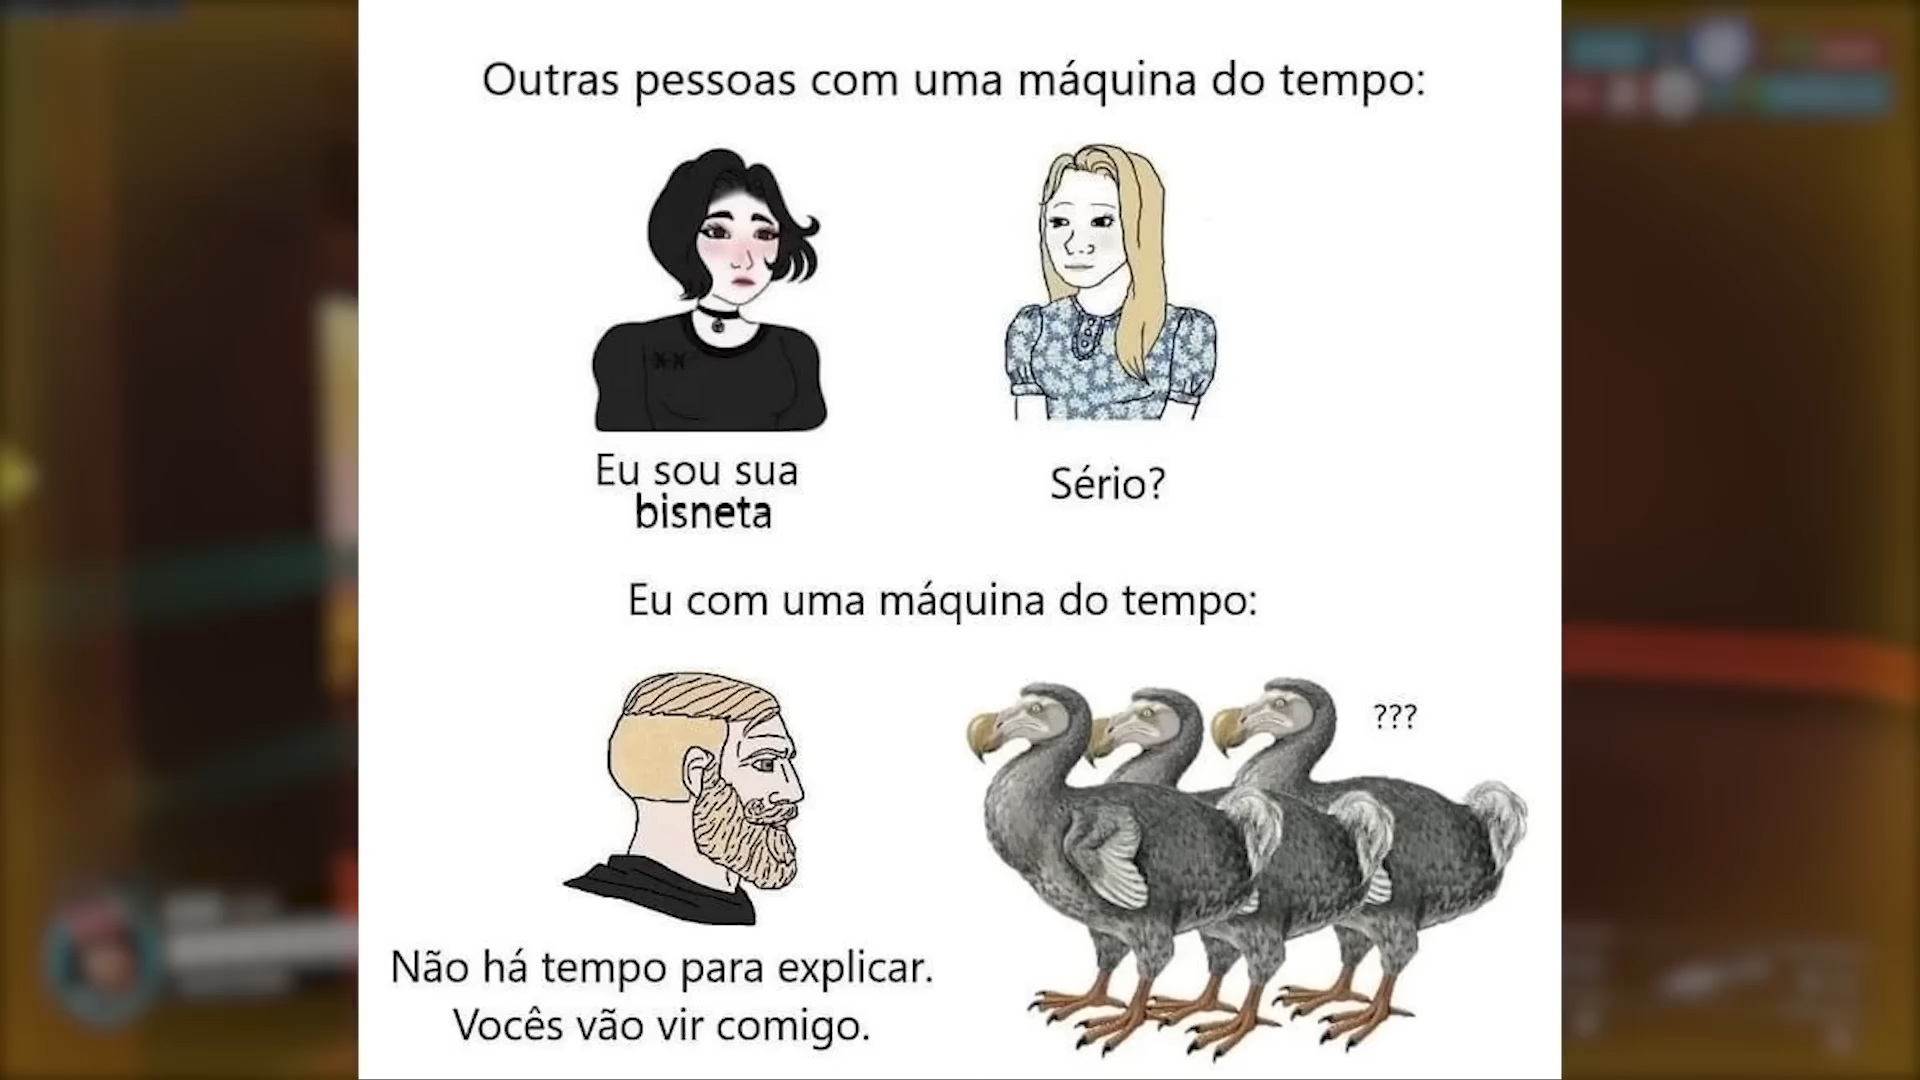 Outras pessoas com uma máquina do tempo:
Eu sou sua
bisneta
Sério?
Eu com uma máquina do tempo:
???
Não há tempo para explicar.
Vocês vão vir comigo.